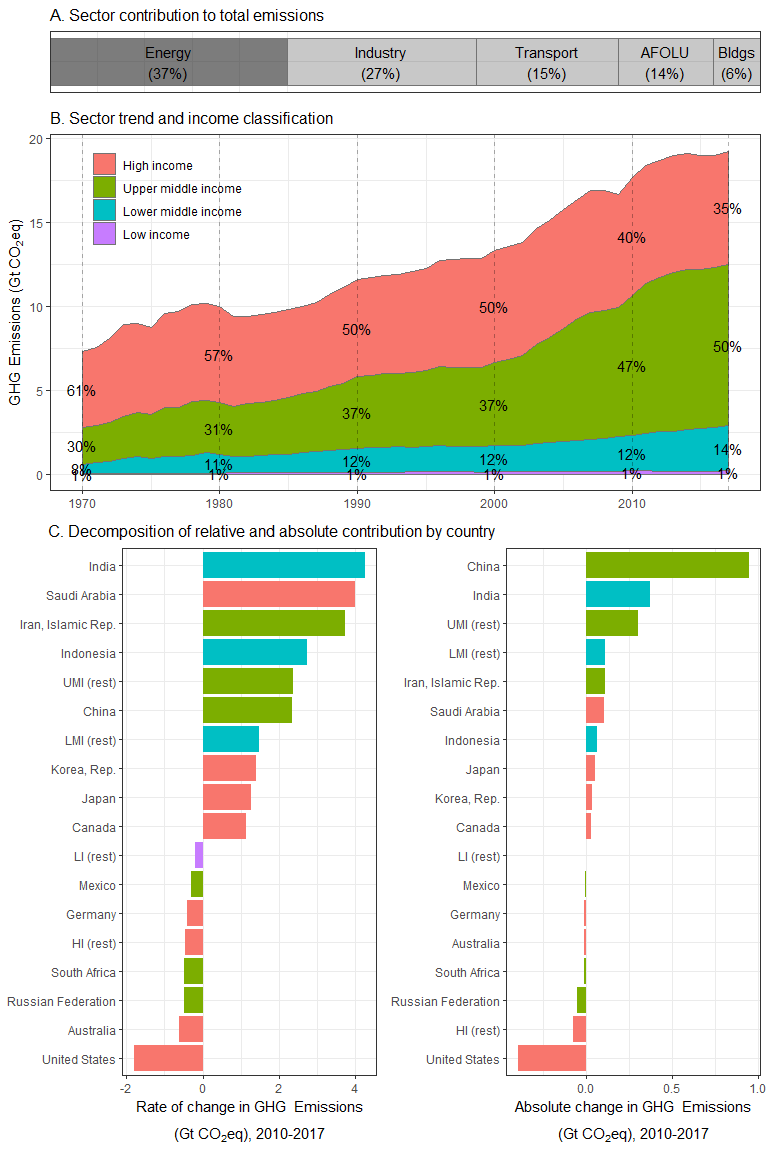 A. Sector contribution to total emissions
Energy Industry Transport AFOLU Bldgs
(37%) (27%) (15%) (14%) (6%)
B. Sector trend and income classification
GHG Emissions (Gt CO₂eq)
20
15
10
5
0
High income
Upper middle income
Lower middle income
Low income
61% 57% 50% 50% 40% 35%
30% 31% 37% 37% 47% 50%
8% 11% 12% 12% 12% 14%
1% 1% 1% 1% 1% 1%
1970 1980 1990 2000 2010
C. Decomposition of relative and absolute contribution by country
India
Saudi Arabia
Iran, Islamic Rep.
Indonesia
UMI (rest)
China
LMI (rest)
Korea, Rep.
Japan
Canada
LI (rest)
Mexico
Germany
HI (rest)
South Africa
Russian Federation
Australia
United States
-2 0 2 4
Rate of change in GHG Emissions
(Gt CO₂eq), 2010-2017
China
India
UMI (rest)
LMI (rest)
Iran, Islamic Rep.
Saudi Arabia
Indonesia
Japan
Korea, Rep.
Canada
LI (rest)
Mexico
Germany
Australia
South Africa
Russian Federation
HI (rest)
United States
0.0 0.5 1.0
Absolute change in GHG Emissions
(Gt CO₂eq), 2010-2017